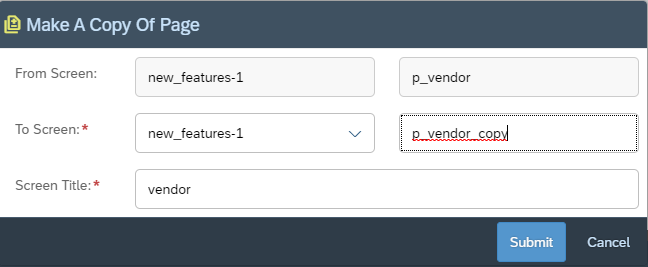 Make A Copy Of Page
From Screen: new_features-1 p_vendor
To Screen:* new_features-1 p_vendor_copy
Screen Title:* vendor
Submit Cancel